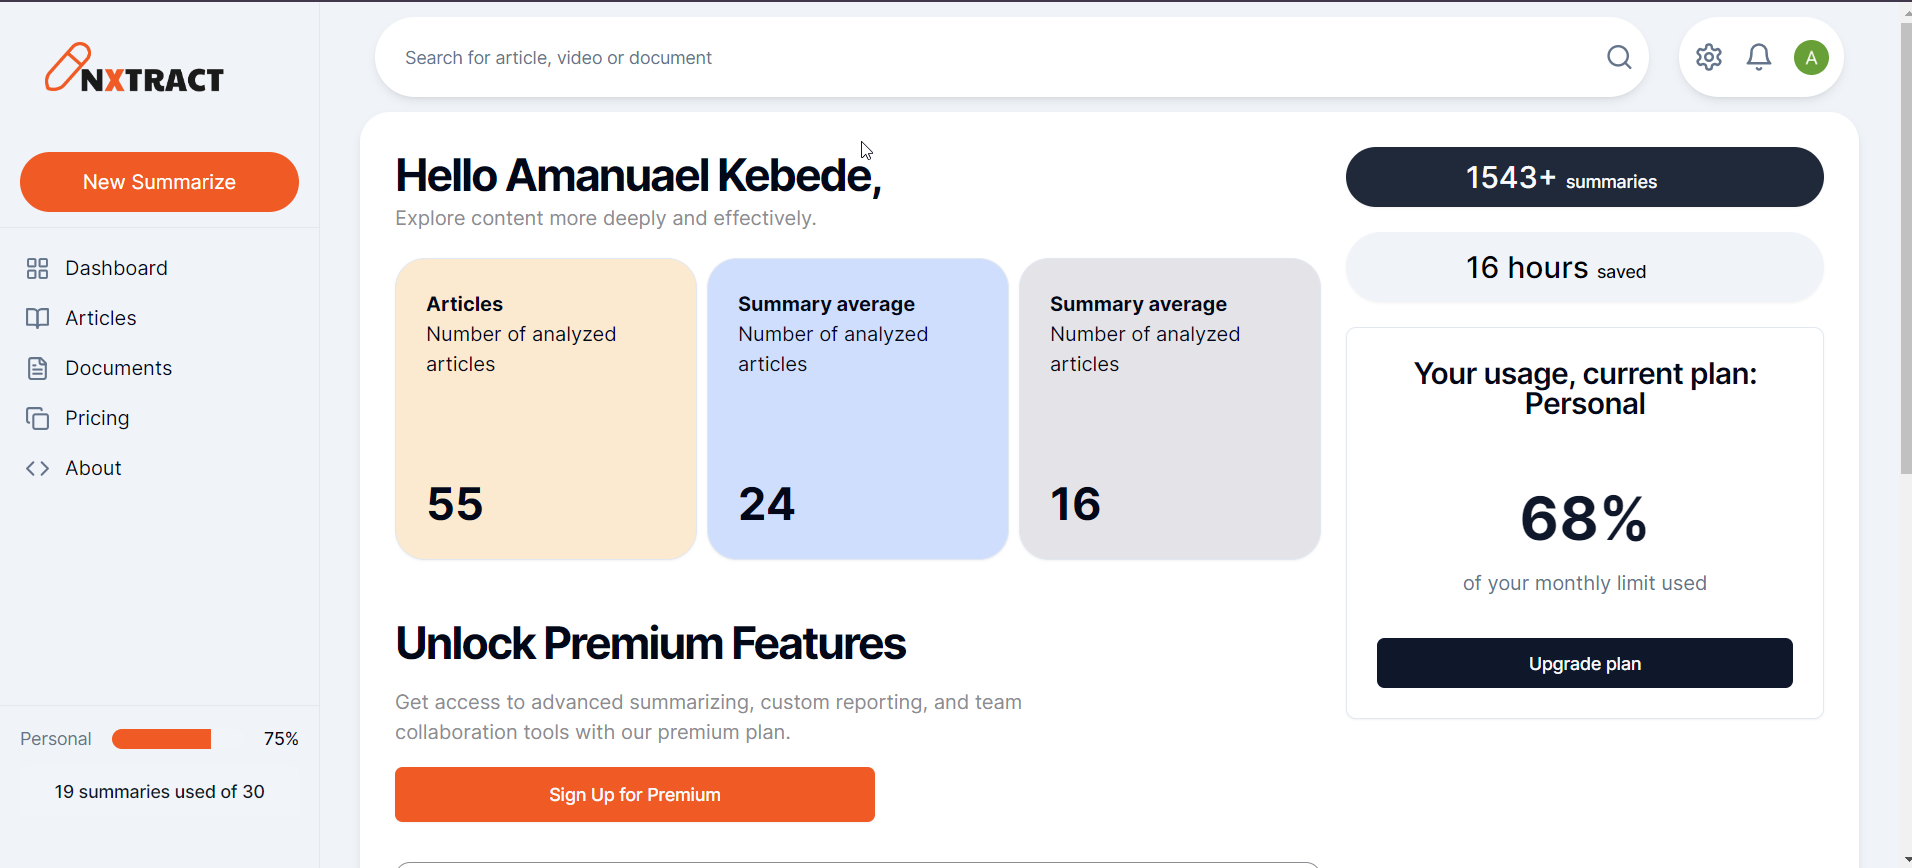 NXTRACT
New Summarize
Dashboard
Articles
Documents
Pricing
About
Personal 75%
19 summaries used of 30
Search for article, video or document
A
Hello Amanuael Kebede,
Explore content more deeply and effectively.
Articles
Number of analyzed
articles
55
Summary average
Number of analyzed
articles
24
Summary average
Number of analyzed
articles
16
Unlock Premium Features
Get access to advanced summarizing, custom reporting, and team
collaboration tools with our premium plan.
Sign Up for Premium
1543+ summaries
16 hours saved
Your usage, current plan:
Personal
68%
of your monthly limit used
Upgrade plan